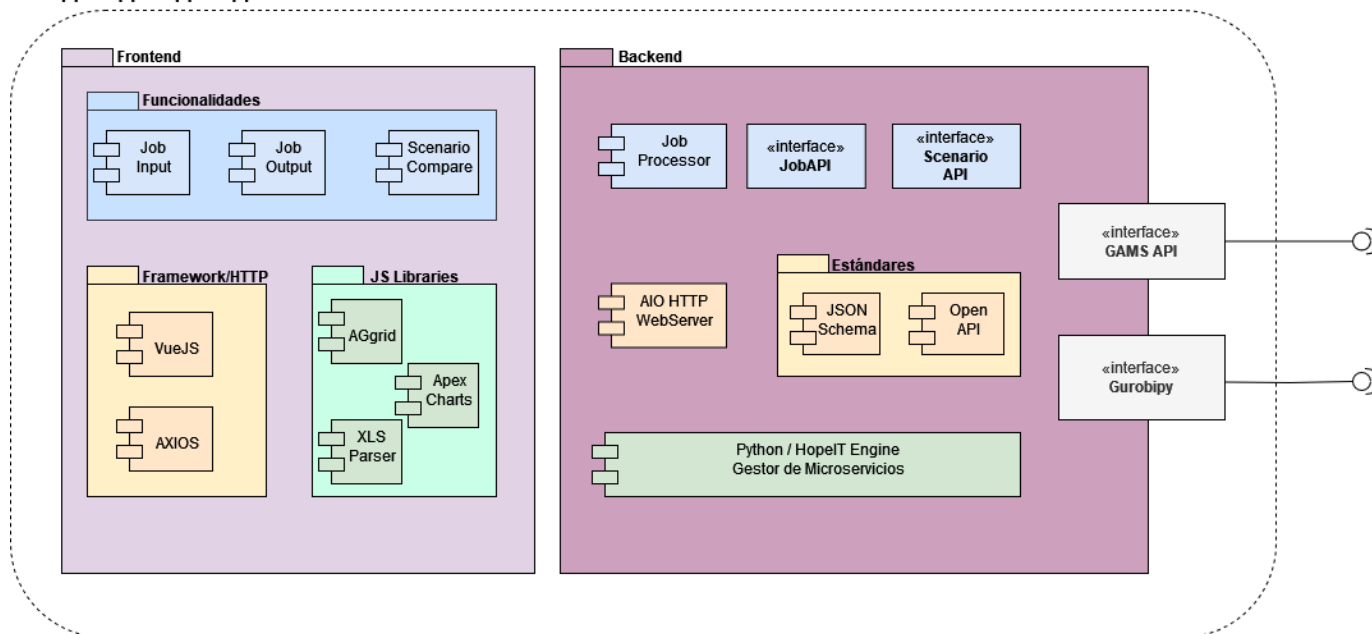 Frontend
Funcionalidades
Job
Input
Job
Output
Scenario
Compare
Framework/HTTP
VueJS
AXIOS
JS Libraries
AGgrid
Apex
Charts
XLS
Parser
Backend
Job
Processor
«interface»
JobAPI
«interface»
Scenario
API
AIO HTTP
WebServer
Estándares
JSON
Schema
Open
API
Python / HopeIT Engine
Gestor de Microservicios
«interface»
GAMS API
«interface»
Gurobipy